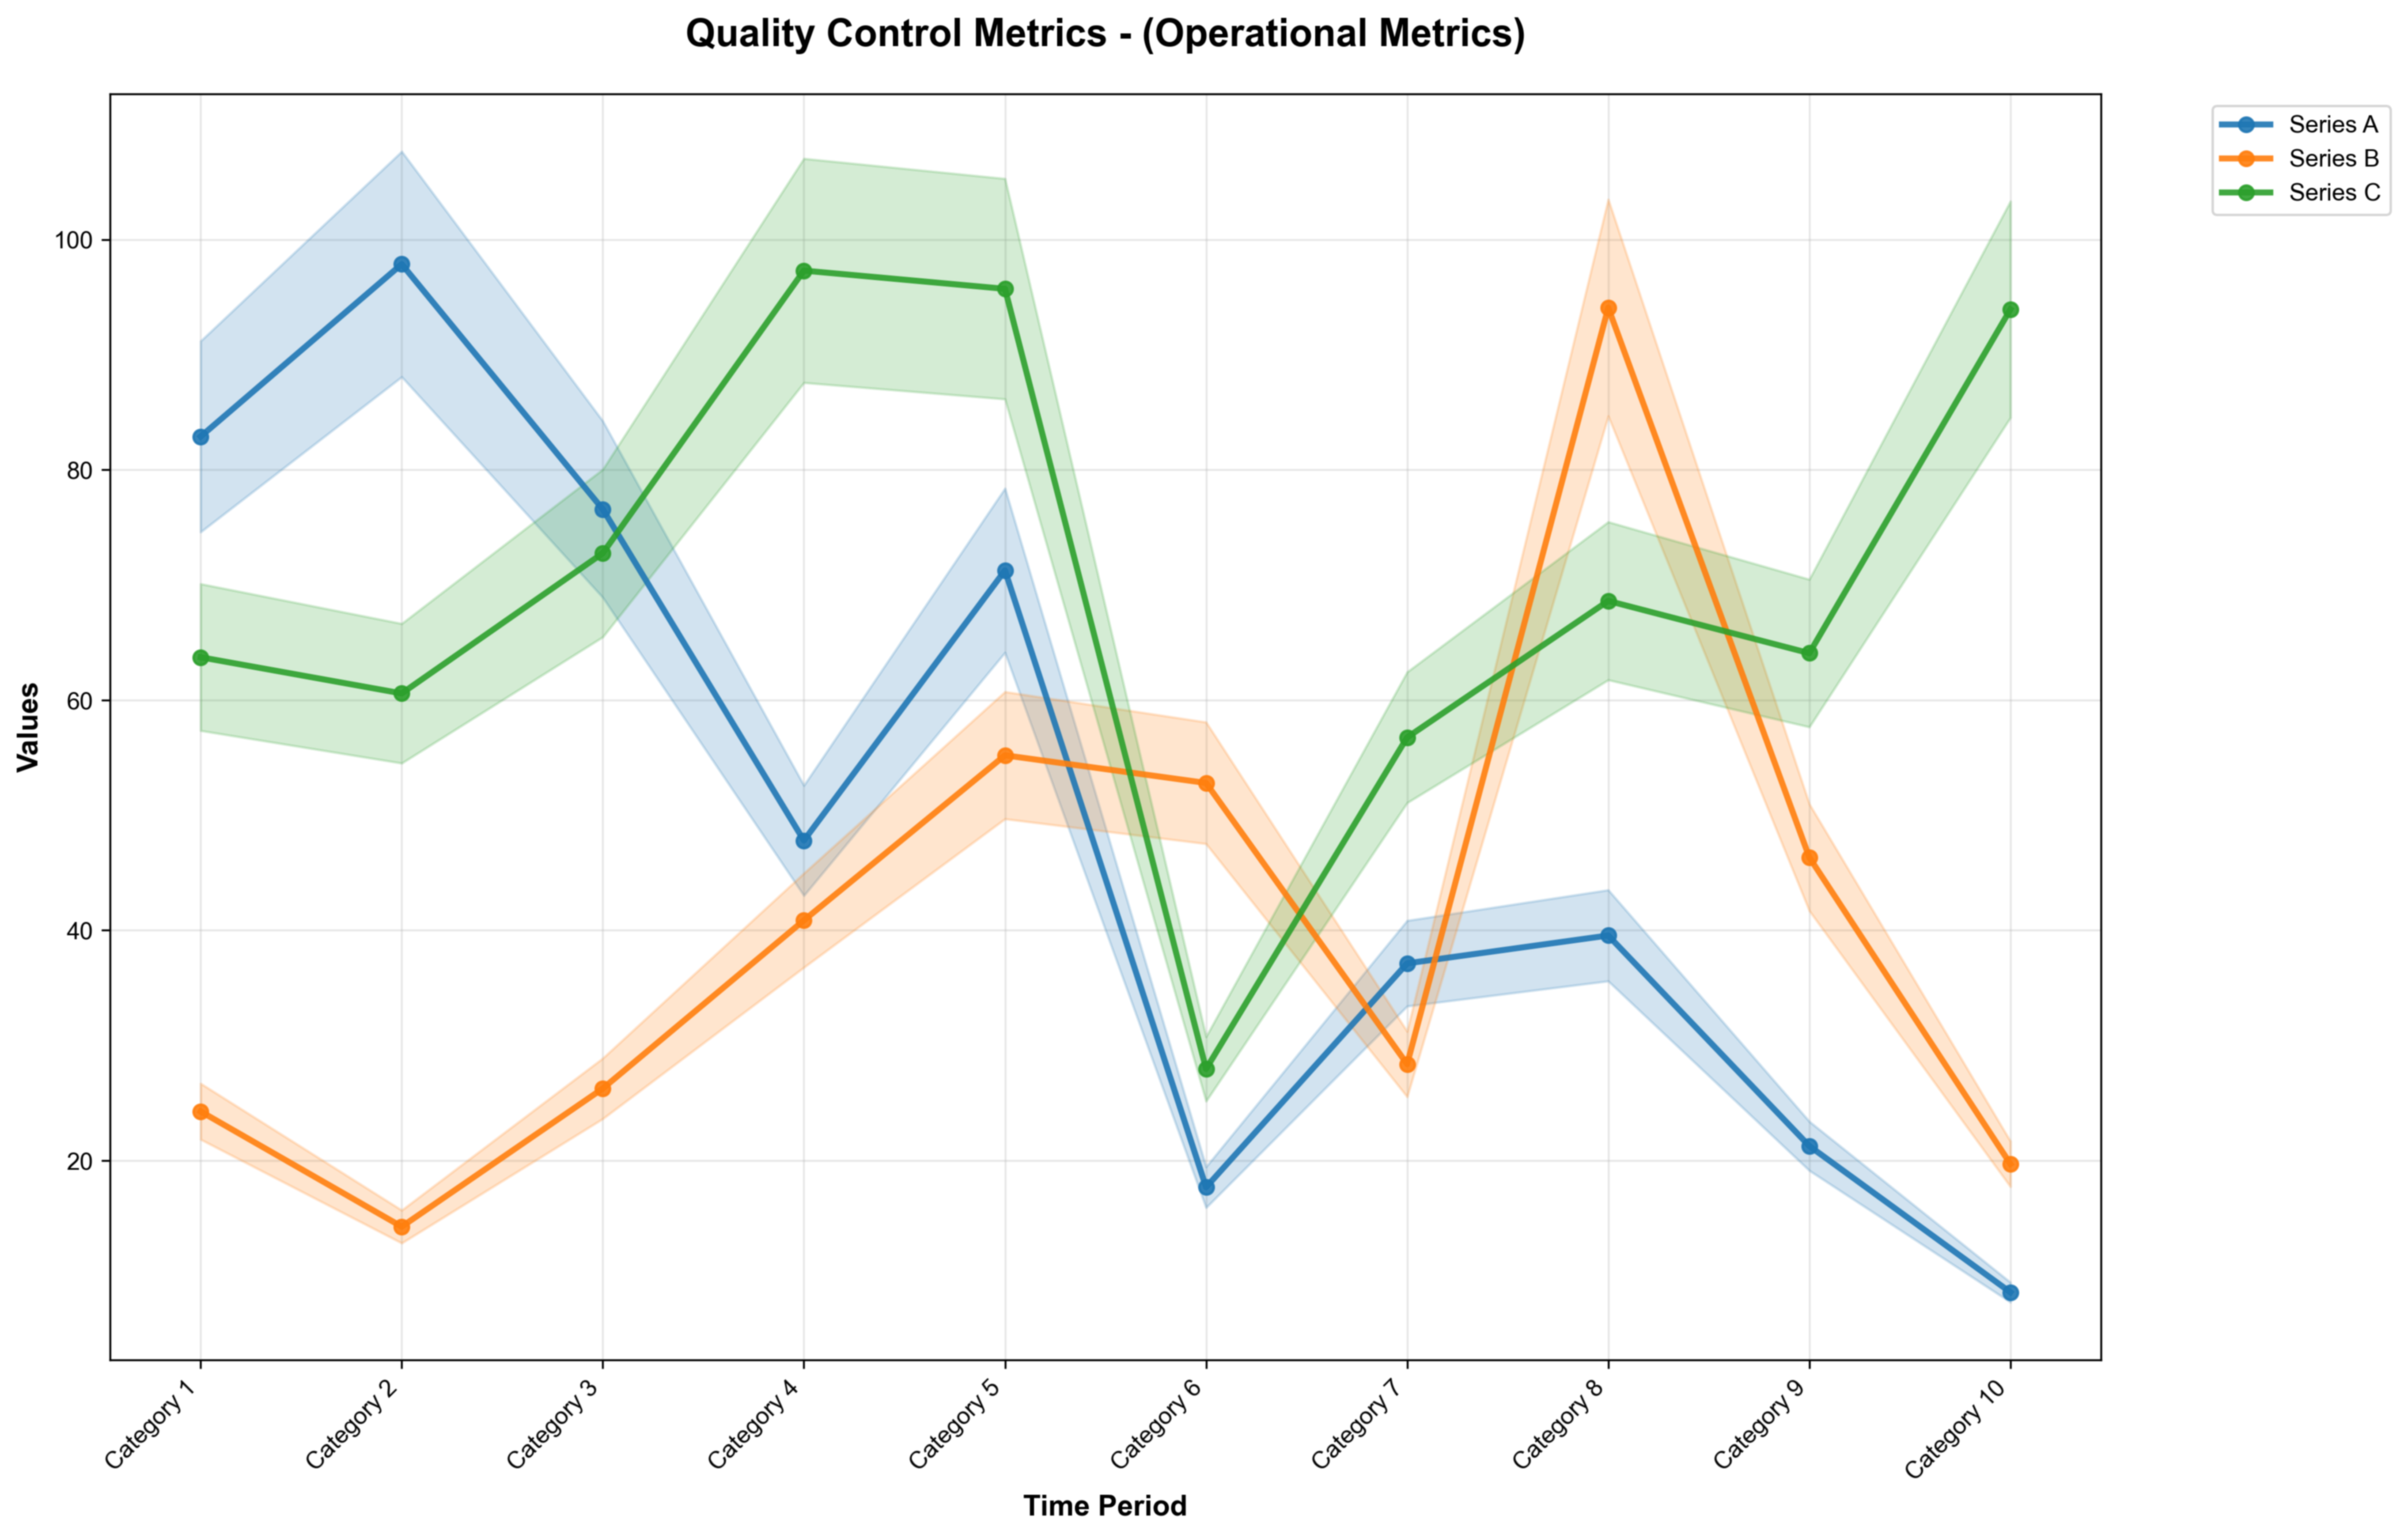 Quality Control Metrics - (Operational Metrics)
Series A
Series B
Series C
Values
100
80
60
40
20
Category 1
Category 2
Category 3
Category 4
Category 5
Category 6
Category 7
Category 8
Category 9
Category 10
Time Period